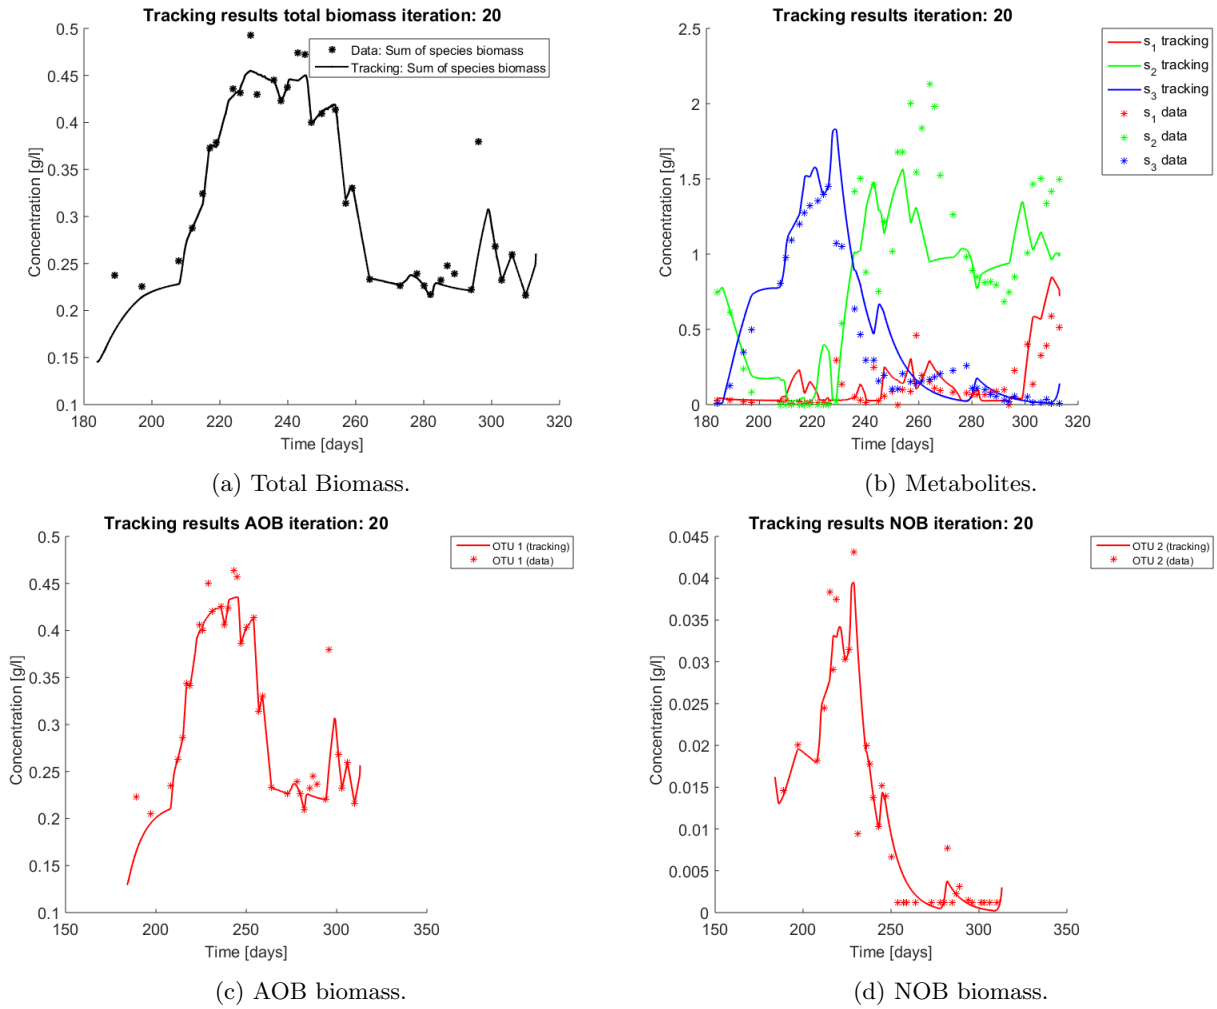 Tracking results total biomass iteration: 20
0.5
0.45
0.4
0.35
0.3
0.25
0.2
0.15
0.1
Concentration [g/l]
180 200 220 240 260 280 300 320
Time [days]
Data: Sum of species biomass
Tracking: Sum of species biomass
(a) Total Biomass.
Tracking results iteration: 20
2.5
2
1.5
1
0.5
0
Concentration [g/l]
180 200 220 240 260 280 300 320
Time [days]
s1 tracking
s2 tracking
s3 tracking
s1 data
s2 data
s3 data
(b) Metabolites.
Tracking results AOB iteration: 20
0.5
0.45
0.4
0.35
0.3
0.25
0.2
0.15
0.1
Concentration [g/l]
150 200 250 300 350
Time [days]
OTU 1 (tracking)
OTU 1 (data)
(c) AOB biomass.
Tracking results NOB iteration: 20
0.045
0.04
0.035
0.03
0.025
0.02
0.015
0.01
0.005
0
Concentration [g/l]
150 200 250 300 350
Time [days]
OTU 2 (tracking)
OTU 2 (data)
(d) NOB biomass.